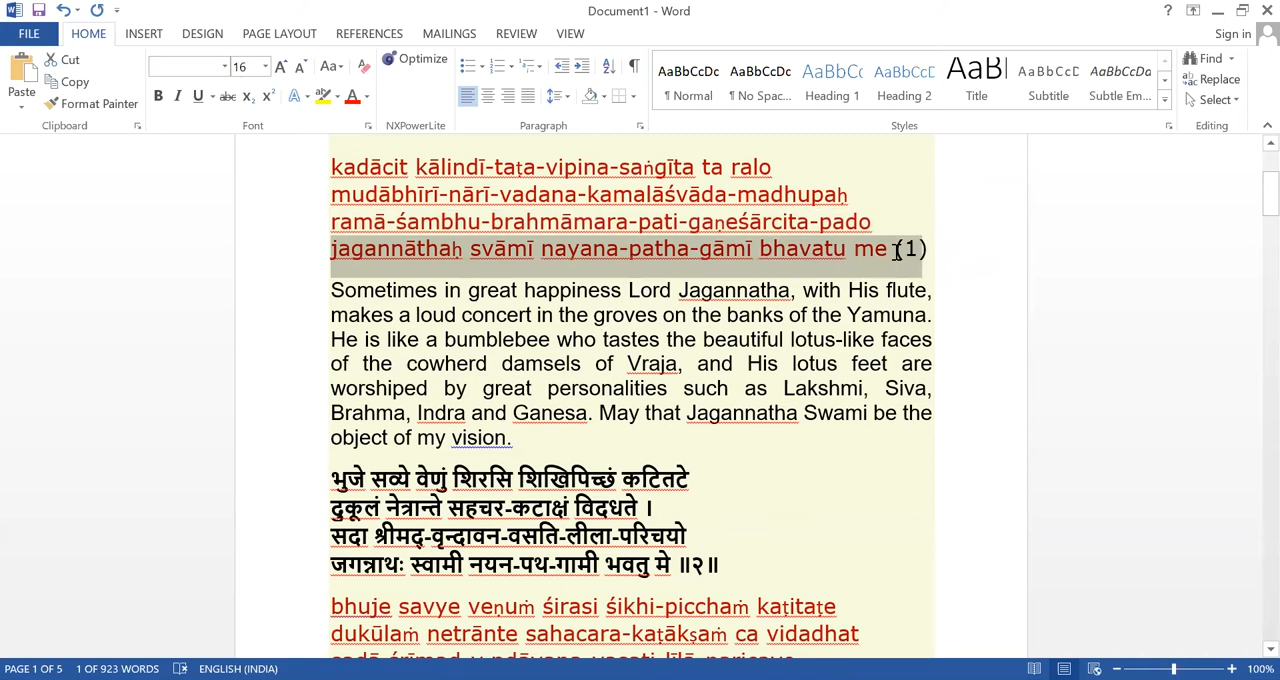 Document1 - Word
Sign in
FILE HOME INSERT DESIGN PAGE LAYOUT REFERENCES MAILINGS REVIEW VIEW
Paste
Cut
Copy
Format Painter
Clipboard
16
Font
Optimize
NXPowerLite
Paragraph
AaBbCcDc AaBbCcDc AaBbCc AaBbCcDc AaBl AaBbCcD AaBbCcDa
¶ Normal ¶ No Spac... Heading 1 Heading 2 Title Subtitle Subtle Em...
Styles
Find
Replace
Select
Editing
kadācit kālindī-taṭa-vipina-saṅgīta ta ralo
mudābhīrī-nārī-vadana-kamalāśvāda-madhupaḥ
ramā-śambhu-brahmāmara-pati-gaṇeśārcita-pado
jagannāthaḥ svāmī nayana-patha-gāmī bhavatu me (1)
Sometimes in great happiness Lord Jagannatha, with His flute,
makes a loud concert in the groves on the banks of the Yamuna.
He is like a bumblebee who tastes the beautiful lotus-like faces
of the cowherd damsels of Vraja, and His lotus feet are
worshiped by great personalities such as Lakshmi, Siva,
Brahma, Indra and Ganesa. May that Jagannatha Swami be the
object of my vision.
भुजे सव्ये वेणुं शिरसि शिखिपिच्छं कटितटे
दुकूलं नेत्रान्ते सहचर-कटाक्षं विदधते ।
सदा श्रीमद्-वृन्दावन-वसति-लीला-परिचयो
जगन्नाथः स्वामी नयन-पथ-गामी भवतु मे ॥२॥
bhuje savye veṇuṁ śirasi śikhi-picchaṁ kaṭitaṭe
dukūlaṁ netrānte sahacara-kaṭākṣaṁ ca vidadhat
PAGE 1 OF 5 1 OF 923 WORDS ENGLISH (INDIA) 100%